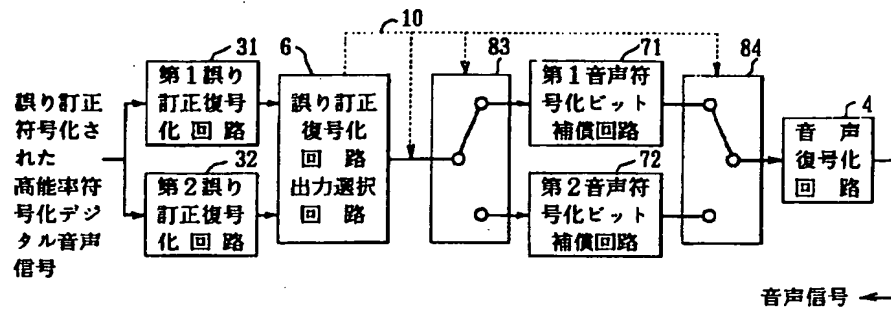 10
31
6
83
71
84
第1誤り
訂正復号
化回路
誤り訂正
符号化さ
れた
高能率符
号化デジ
タル音声
信号
32
第2誤り
訂正復号
化回路
誤り訂正
復号化
回路
出力選択
回路
第1音声符
号化ビット
補償回路
72
第2音声符
号化ビット
補償回路
4
音声
復号化
回路
音声信号